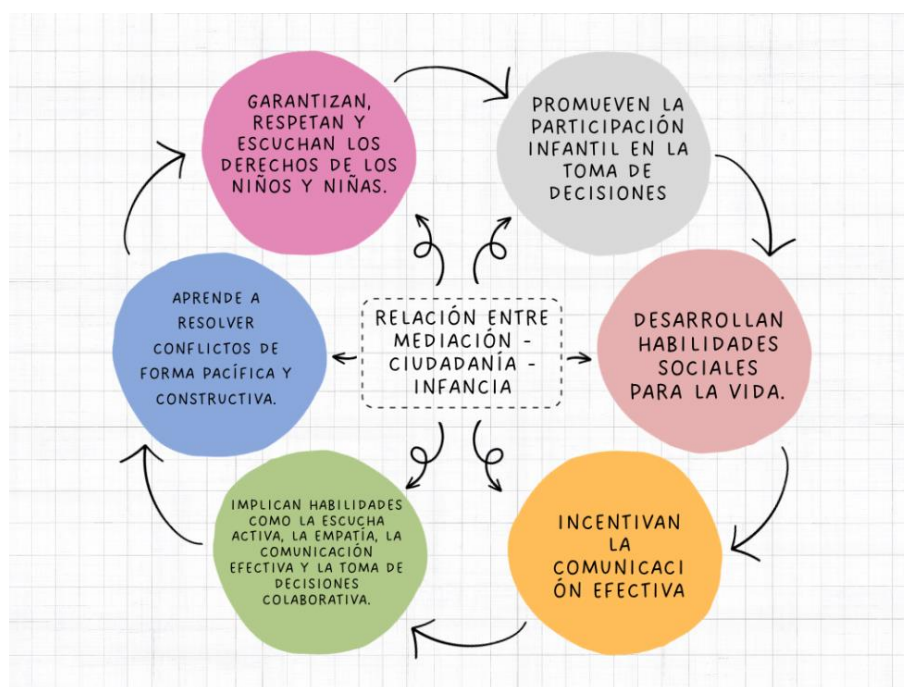 GARANTIZAN,
RESPETAN Y
ESCUCHAN LOS
DERECHOS DE LOS
NIÑOS Y NIÑAS.
PROMUEVEN LA
PARTICIPACIÓN
INFANTIL EN LA
TOMA DE
DECISIONES
DESARROLLAN
HABILIDADES
SOCIALES
PARA LA VIDA.
INCENTIVAN
LA
COMUNICACI
ÓN EFECTIVA
IMPLICAN HABILIDADES
COMO LA ESCUCHA
ACTIVA, LA EMPATÍA, LA
COMUNICACIÓN
EFECTIVA Y LA TOMA DE
DECISIONES
COLABORATIVA.
APRENDE A
RESOLVER
CONFLICTOS DE
FORMA PACÍFICA Y
CONSTRUCTIVA.
RELACIÓN ENTRE
MEDIACIÓN -
CIUDADANÍA -
INFANCIA